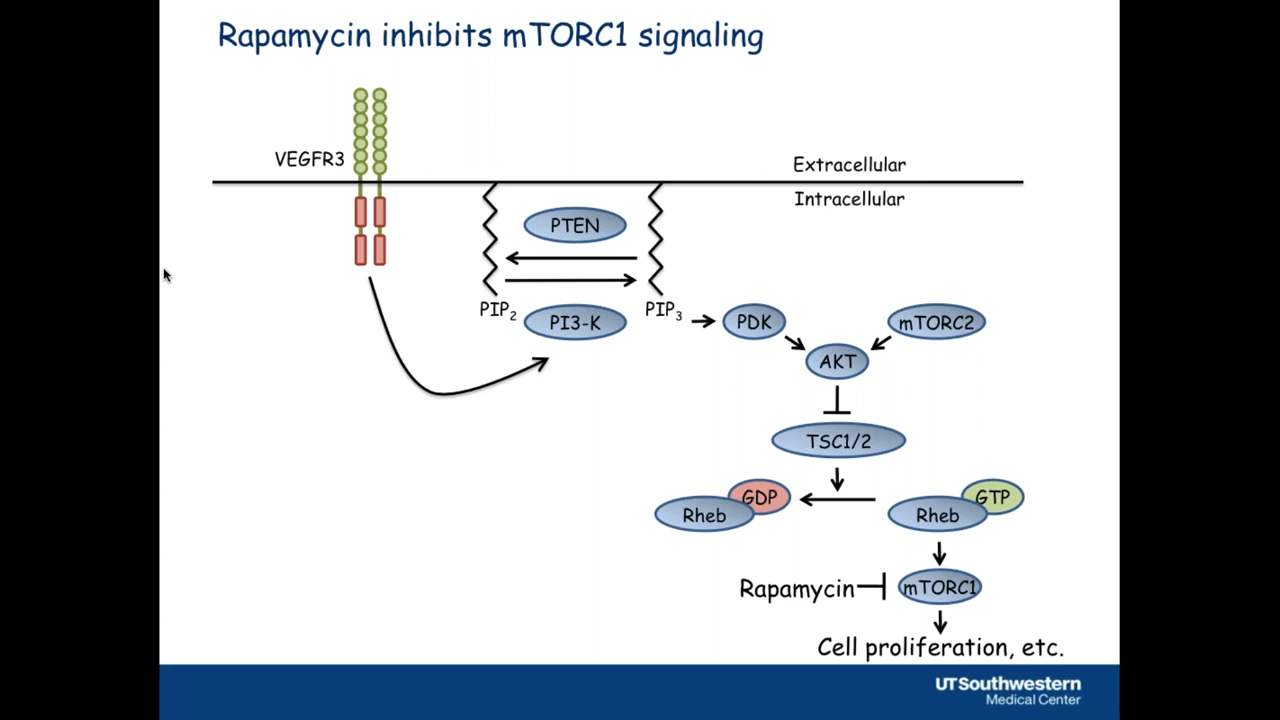 Rapamycin inhibits mTORC1 signaling
VEGFR3
Extracellular
Intracellular
PTEN
PIP2
PI3-K
PIP3
PDK
mTORC2
AKT
TSC1/2
Rheb
GDP
Rheb
GTP
Rapamycin
mTORC1
Cell proliferation, etc.
UTSouthwestern
Medical Center